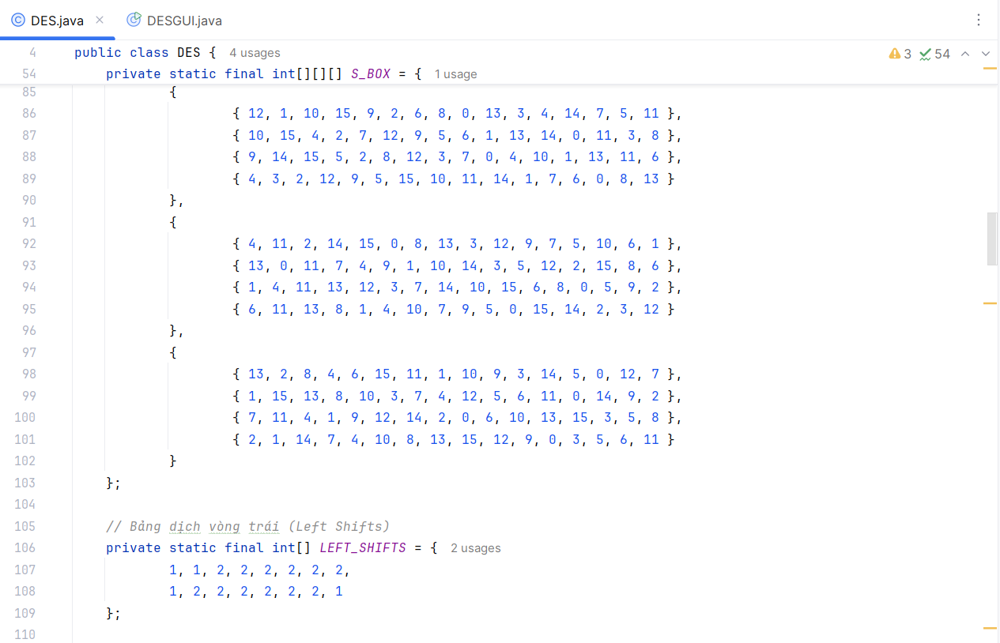 DES.java
DESGUI.java
4 public class DES { 4 usages
3 54
54 private static final int[][][] S_BOX = { 1 usage
85 {
86 { 12, 1, 10, 15, 9, 2, 6, 8, 0, 13, 3, 4, 14, 7, 5, 11 },
87 { 10, 15, 4, 2, 7, 12, 9, 5, 6, 1, 13, 14, 0, 11, 3, 8 },
88 { 9, 14, 15, 5, 2, 8, 12, 3, 7, 0, 4, 10, 1, 13, 11, 6 },
89 { 4, 3, 2, 12, 9, 5, 15, 10, 11, 14, 1, 7, 6, 0, 8, 13 }
90 },
91 {
92 { 4, 11, 2, 14, 15, 0, 8, 13, 3, 12, 9, 7, 5, 10, 6, 1 },
93 { 13, 0, 11, 7, 4, 9, 1, 10, 14, 3, 5, 12, 2, 15, 8, 6 },
94 { 1, 4, 11, 13, 12, 3, 7, 14, 10, 15, 6, 8, 0, 5, 9, 2 },
95 { 6, 11, 13, 8, 1, 4, 10, 7, 9, 5, 0, 15, 14, 2, 3, 12 }
96 },
97 {
98 { 13, 2, 8, 4, 6, 15, 11, 1, 10, 9, 3, 14, 5, 0, 12, 7 },
99 { 1, 15, 13, 8, 10, 3, 7, 4, 12, 5, 6, 11, 0, 14, 9, 2 },
100 { 7, 11, 4, 1, 9, 12, 14, 2, 0, 6, 10, 13, 15, 3, 5, 8 },
101 { 2, 1, 14, 7, 4, 10, 8, 13, 15, 12, 9, 0, 3, 5, 6, 11 }
102 }
103 };
104
105 // Bảng dịch vòng trái (Left Shifts)
106 private static final int[] LEFT_SHIFTS = { 2 usages
107 1, 1, 2, 2, 2, 2, 2, 2,
108 1, 2, 2, 2, 2, 2, 2, 1
109 };
110